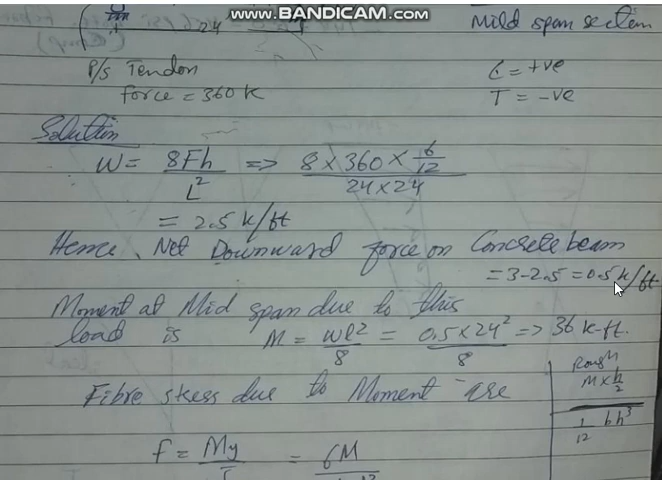 WWW.BANDICAM.COM
24
Mild span section
P/s Tendon
force = 360 K
C = +ve
T = -ve
Solution
W = 8Fh / L² => 8 x 360 x 6/12 / 24 x 24
= 2.5 k/ft
Hence, Net Downward force on Concrete beam
= 3-2.5 = 0.5 k/ft
Moment at Mid span due to this
load is M = wl²/8 = 0.5 x 24²/8 => 36 k-ft.
Fibre stress due to Moment are
Rough
M x h/2
1/12 bh³
f = My/I = 6M